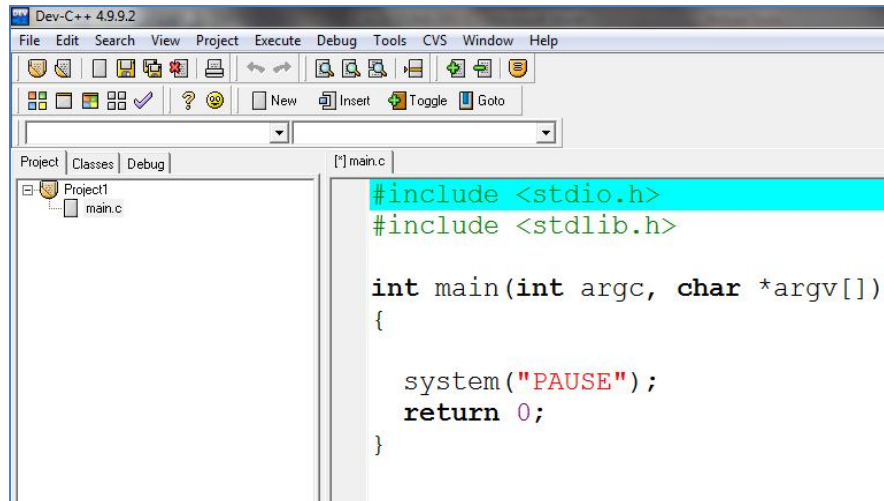 Dev-C++ 4.9.9.2
File Edit Search View Project Execute Debug Tools CVS Window Help
New Insert Toggle Goto
Project Classes Debug
[*] main.c
Project1
main.c
#include <stdio.h>
#include <stdlib.h>
int main(int argc, char *argv[])
{
system("PAUSE");
return 0;
}